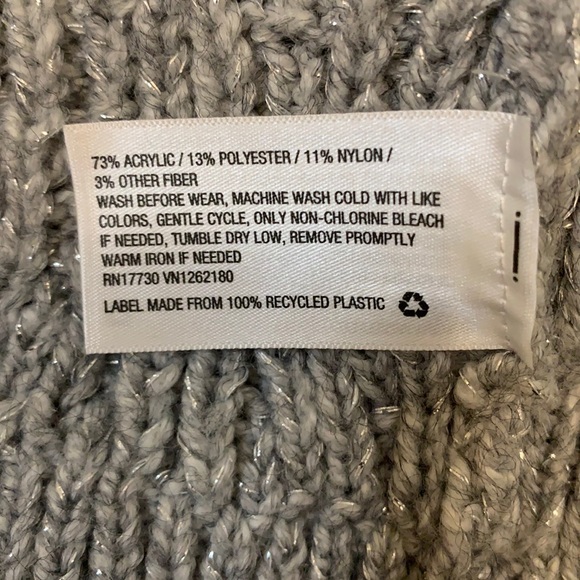 73% ACRYLIC / 13% POLYESTER / 11% NYLON /
3% OTHER FIBER
WASH BEFORE WEAR, MACHINE WASH COLD WITH LIKE
COLORS, GENTLE CYCLE, ONLY NON-CHLORINE BLEACH
IF NEEDED, TUMBLE DRY LOW, REMOVE PROMPTLY
WARM IRON IF NEEDED
RN17730 VN1262180
LABEL MADE FROM 100% RECYCLED PLASTIC